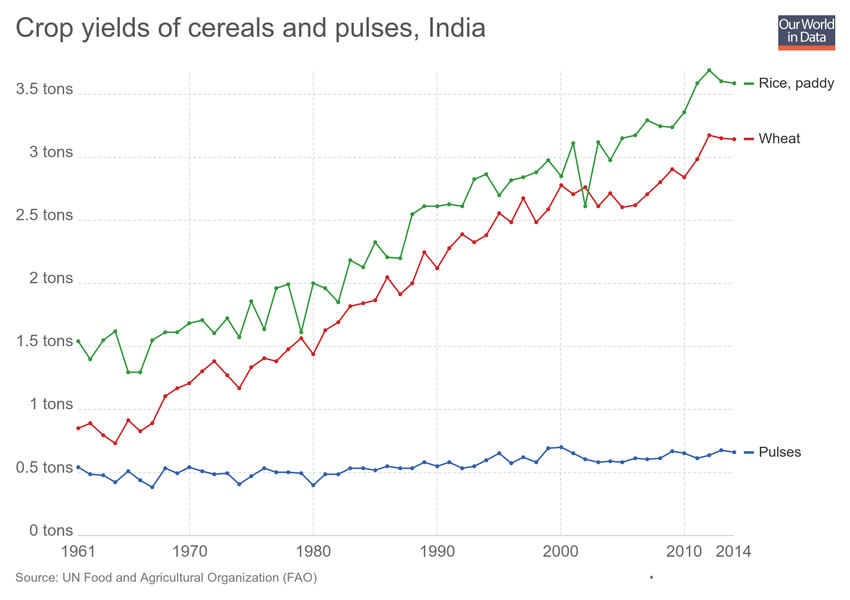 Crop yields of cereals and pulses, India
Our World
in Data
3.5 tons
3 tons
2.5 tons
2 tons
1.5 tons
1 tons
0.5 tons
0 tons
Rice, paddy
Wheat
Pulses
1961 1970 1980 1990 2000 2010 2014
Source: UN Food and Agricultural Organization (FAO)